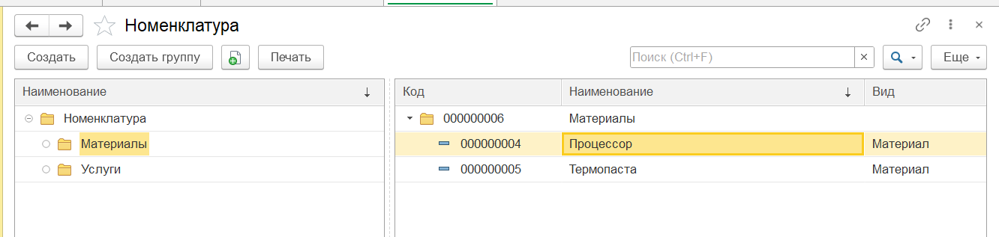 Номенклатура
Создать Создать группу Печать Поиск (Ctrl+F) Еще
Наименование Код Наименование Вид
Номенклатура 000000006 Материалы
Материалы 000000004 Процессор Материал
Услуги 000000005 Термопаста Материал